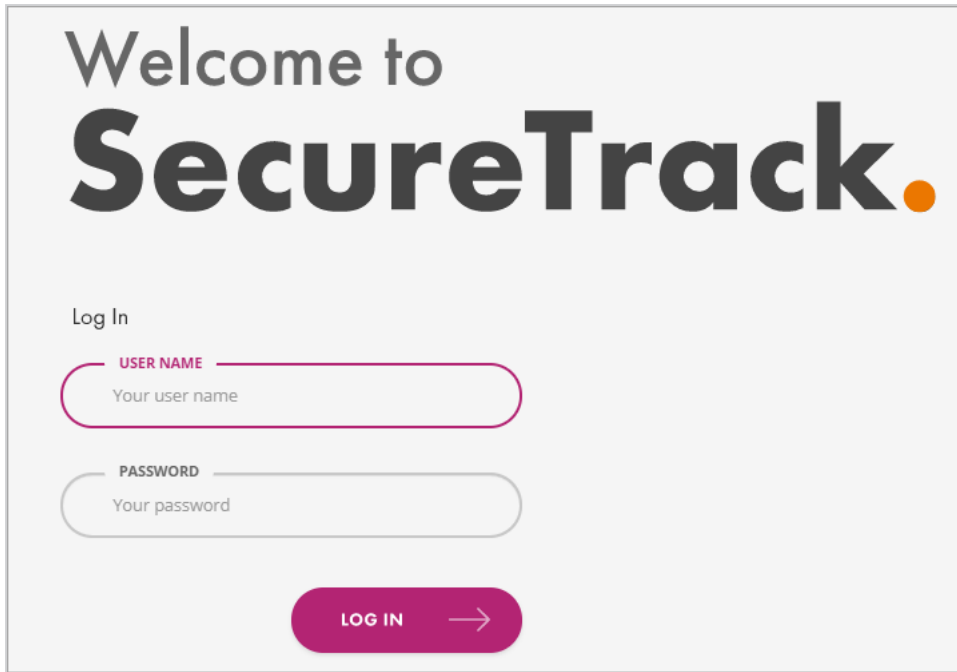 Welcome to
SecureTrack.
Log In
USER NAME
Your user name
PASSWORD
Your password
LOG IN